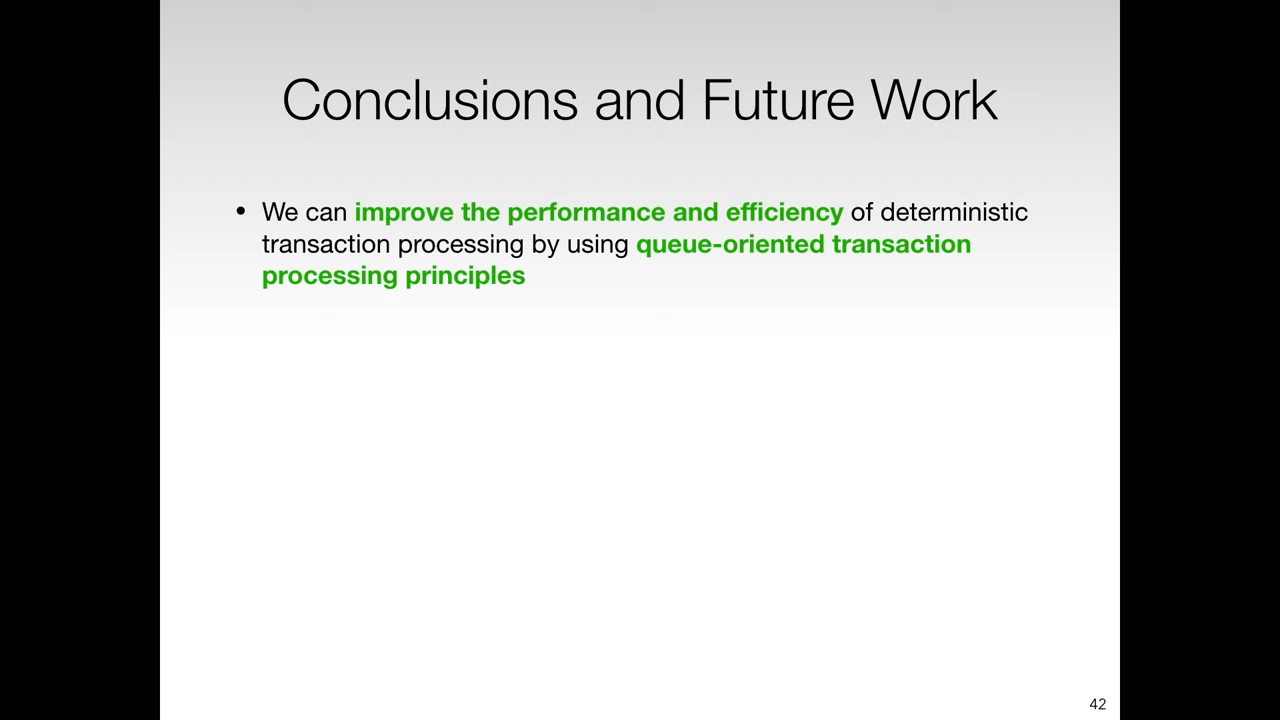 Conclusions and Future Work
• We can improve the performance and efficiency of deterministic
transaction processing by using queue-oriented transaction
processing principles
42